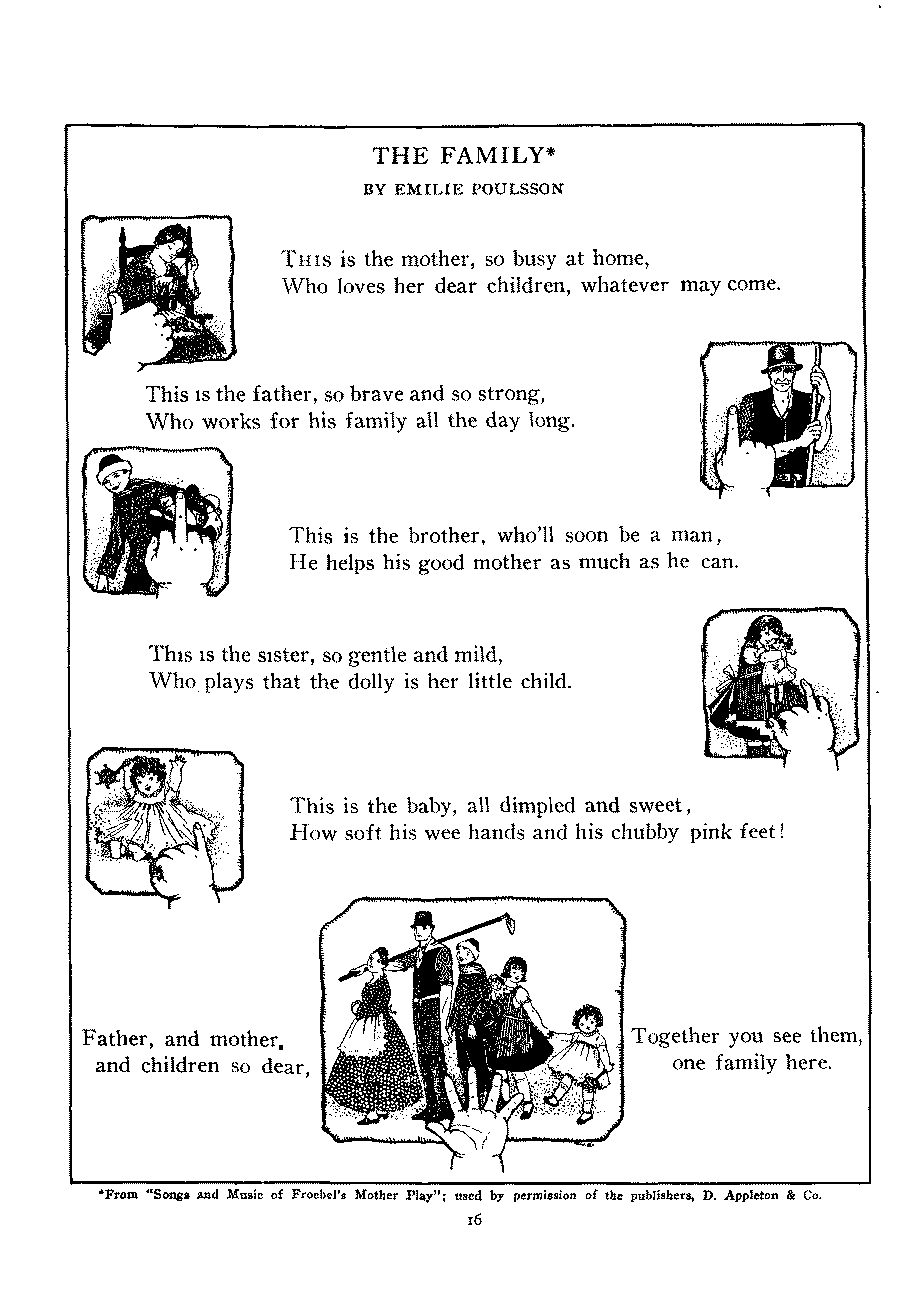 THE FAMILY*
BY EMILIE POULSSON
THIS is the mother, so busy at home,
Who loves her dear children, whatever may come.
This is the father, so brave and so strong,
Who works for his family all the day long.
This is the brother, who'll soon be a man,
He helps his good mother as much as he can.
This is the sister, so gentle and mild,
Who plays that the dolly is her little child.
This is the baby, all dimpled and sweet,
How soft his wee hands and his chubby pink feet!
Father, and mother,
and children so dear,
Together you see them,
one family here.
*From "Songs and Music of Froebel's Mother Play"; used by permission of the publishers, D. Appleton & Co.
16